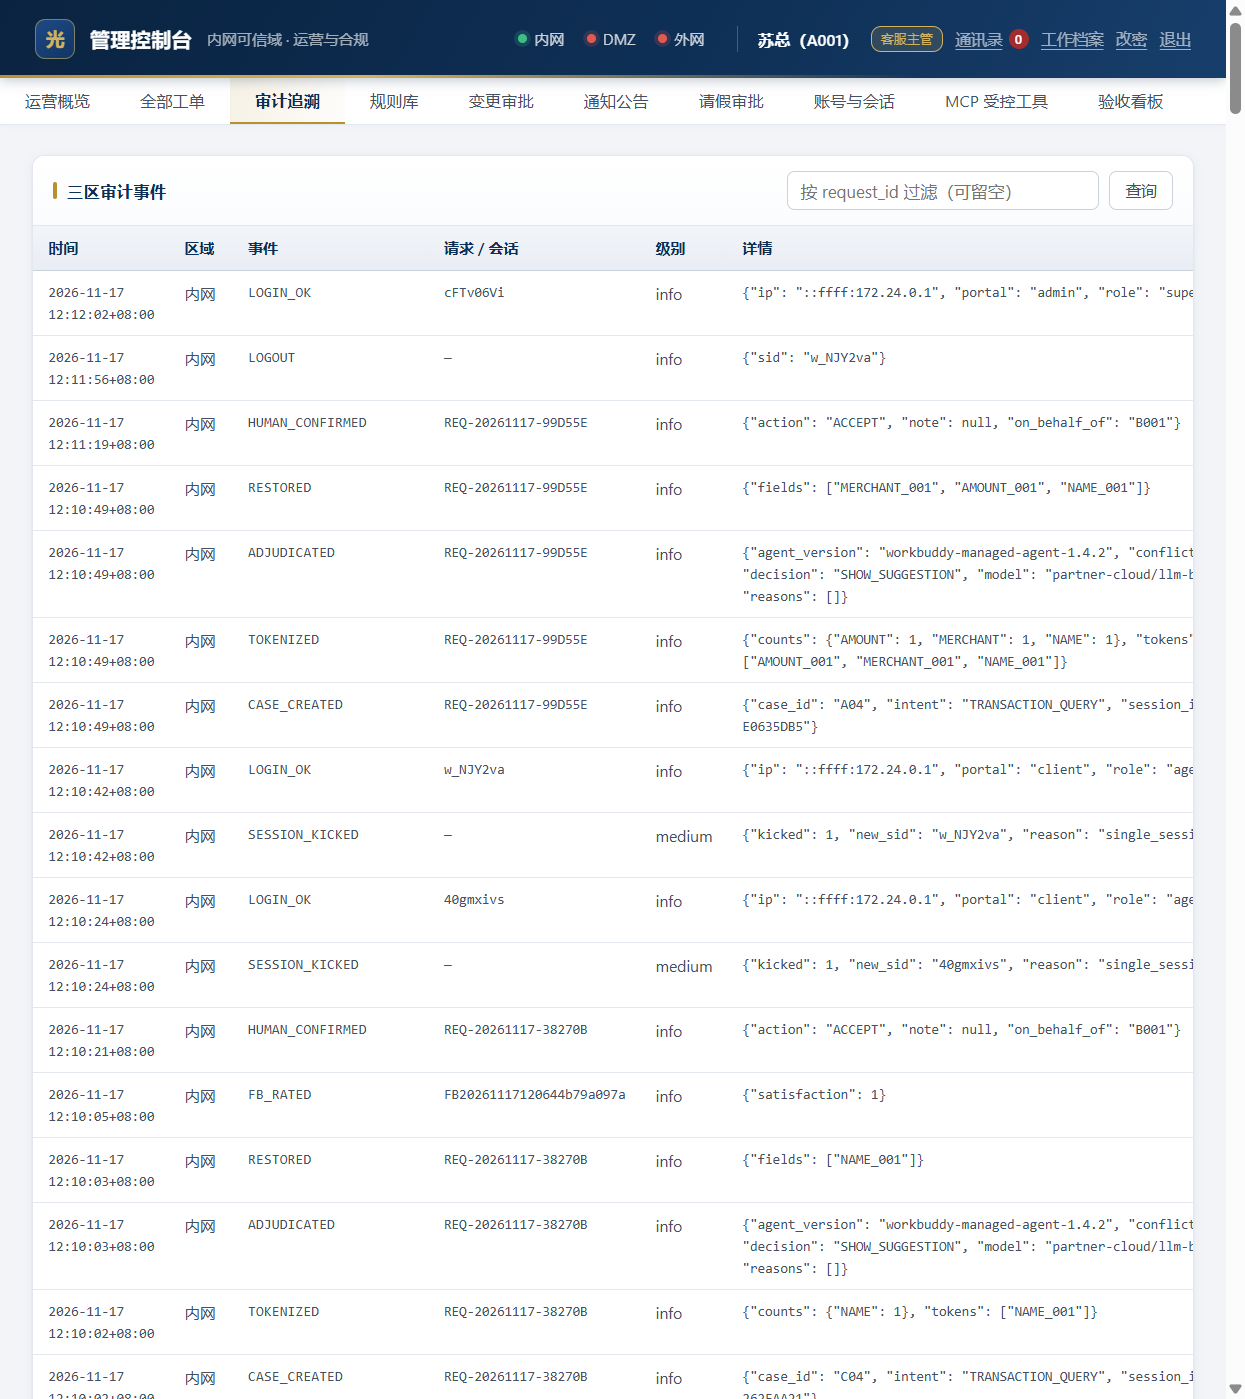 光 管理控制台 内网可信域 · 运营与合规 内网 DMZ 外网 苏总 (A001) 客服主管 通讯录 0 工作档案 改密 退出
运营概览 全部工单 审计追溯 规则库 变更审批 通知公告 请假审批 账号与会话 MCP 受控工具 验收看板
三区审计事件 按 request_id 过滤（可留空） 查询
时间 区域 事件 请求 / 会话 级别 详情
2026-11-17 内网 LOGIN_OK cFTv06Vi info {"ip": "::ffff:172.24.0.1", "portal": "admin", "role": "supe
12:12:02+08:00
2026-11-17 内网 LOGOUT — info {"sid": "w_NJY2va"}
12:11:56+08:00
2026-11-17 内网 HUMAN_CONFIRMED REQ-20261117-99D55E info {"action": "ACCEPT", "note": null, "on_behalf_of": "B001"}
12:11:19+08:00
2026-11-17 内网 RESTORED REQ-20261117-99D55E info {"fields": ["MERCHANT_001", "AMOUNT_001", "NAME_001"]}
12:10:49+08:00
2026-11-17 内网 ADJUDICATED REQ-20261117-99D55E info {"agent_version": "workbuddy-managed-agent-1.4.2", "conflict
12:10:49+08:00 "decision": "SHOW_SUGGESTION", "model": "partner-cloud/llm-b
"reasons": []}
2026-11-17 内网 TOKENIZED REQ-20261117-99D55E info {"counts": {"AMOUNT": 1, "MERCHANT": 1, "NAME": 1}, "tokens"
12:10:49+08:00 ["AMOUNT_001", "MERCHANT_001", "NAME_001"]}
2026-11-17 内网 CASE_CREATED REQ-20261117-99D55E info {"case_id": "A04", "intent": "TRANSACTION_QUERY", "session_i
12:10:49+08:00 E0635DB5"}
2026-11-17 内网 LOGIN_OK w_NJY2va info {"ip": "::ffff:172.24.0.1", "portal": "client", "role": "age
12:10:42+08:00
2026-11-17 内网 SESSION_KICKED — medium {"kicked": 1, "new_sid": "w_NJY2va", "reason": "single_sessi
12:10:42+08:00
2026-11-17 内网 LOGIN_OK 40gmxivs info {"ip": "::ffff:172.24.0.1", "portal": "client", "role": "age
12:10:24+08:00
2026-11-17 内网 SESSION_KICKED — medium {"kicked": 1, "new_sid": "40gmxivs", "reason": "single_sessi
12:10:24+08:00
2026-11-17 内网 HUMAN_CONFIRMED REQ-20261117-38270B info {"action": "ACCEPT", "note": null, "on_behalf_of": "B001"}
12:10:21+08:00
2026-11-17 内网 FB_RATED FB20261117120644b79a097a info {"satisfaction": 1}
12:10:05+08:00
2026-11-17 内网 RESTORED REQ-20261117-38270B info {"fields": ["NAME_001"]}
12:10:03+08:00
2026-11-17 内网 ADJUDICATED REQ-20261117-38270B info {"agent_version": "workbuddy-managed-agent-1.4.2", "conflict
12:10:03+08:00 "decision": "SHOW_SUGGESTION", "model": "partner-cloud/llm-b
"reasons": []}
2026-11-17 内网 TOKENIZED REQ-20261117-38270B info {"counts": {"NAME": 1}, "tokens": ["NAME_001"]}
12:10:02+08:00
2026-11-17 内网 CASE_CREATED REQ-20261117-38270B info {"case_id": "C04", "intent": "TRANSACTION_QUERY", "session_i
12:10:02+08:00